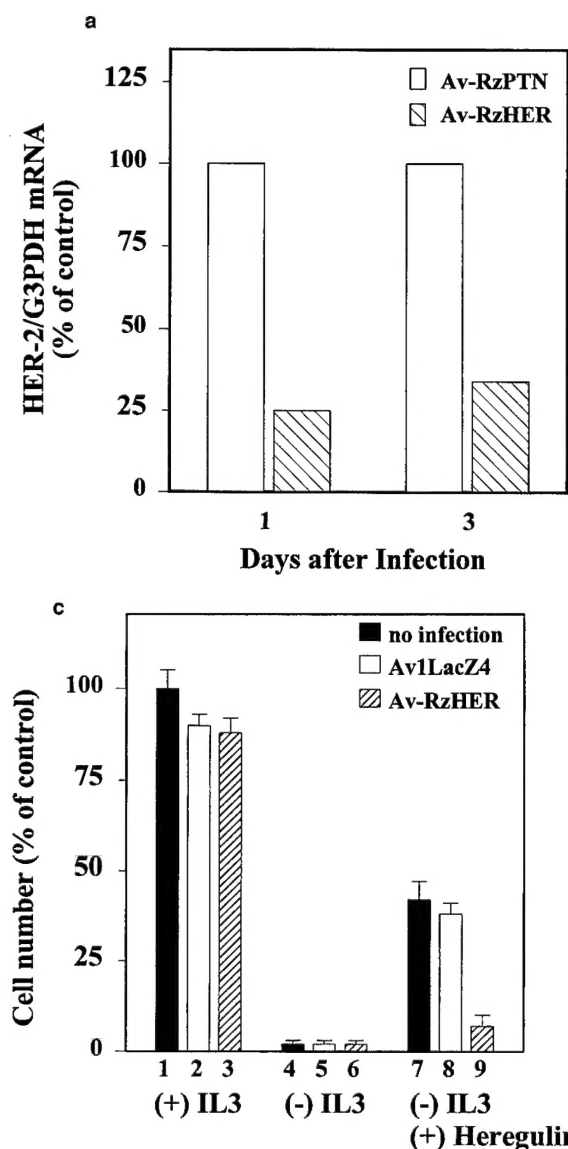 a
125
100
75
50
25
0
HER-2/G3PDH mRNA
(% of control)
Av-RzPTN
Av-RzHER
1 3
Days after Infection
c
100
75
50
25
0
Cell number (% of control)
no infection
Av1LacZ4
Av-RzHER
1 2 3 4 5 6 7 8 9
(+) IL3 (-) IL3 (-) IL3
(+) Heregulin